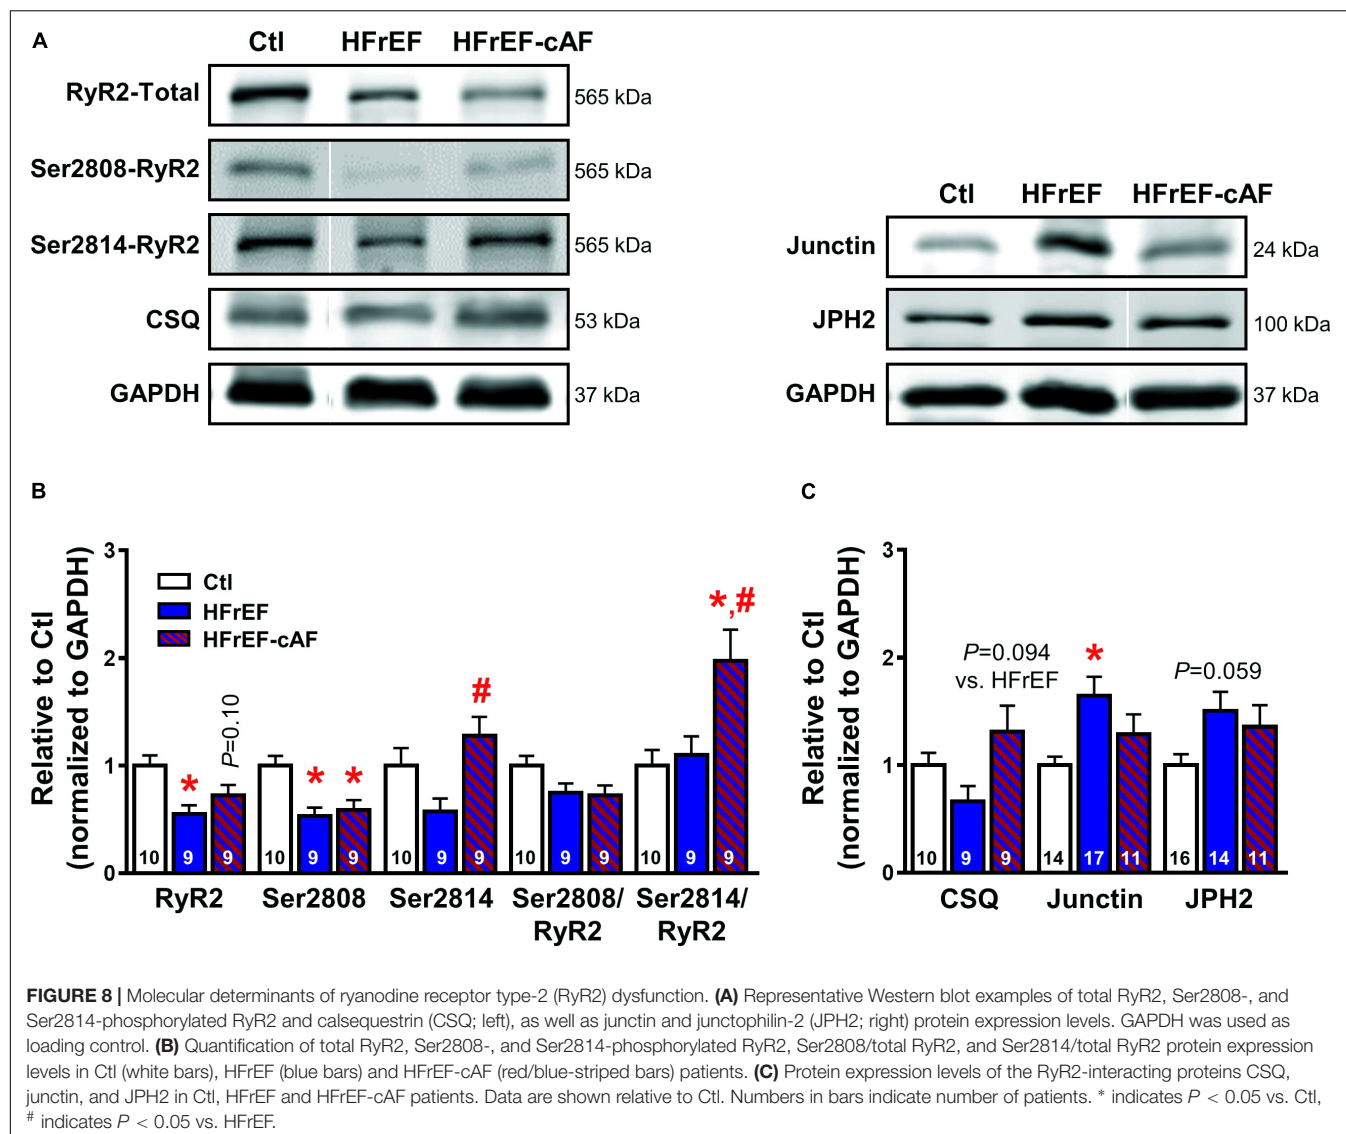 A
Ctl HFrEF HFrEF-cAF
RyR2-Total 565 kDa
Ser2808-RyR2 565 kDa
Ser2814-RyR2 565 kDa
CSQ 53 kDa
GAPDH 37 kDa
Ctl HFrEF HFrEF-cAF
Junctin 24 kDa
JPH2 100 kDa
GAPDH 37 kDa
B
Relative to Ctl
(normalized to GAPDH)
3
2
1
0
Ctl
HFrEF
HFrEF-cAF
* P=0.10 * * # *,#
10 9 9 10 9 9 10 9 9 10 9 9 10 9 9
RyR2 Ser2808 Ser2814 Ser2808/ Ser2814/
RyR2 RyR2
C
Relative to Ctl
(normalized to GAPDH)
3
2
1
0
P=0.094 * P=0.059
vs. HFrEF
10 9 9 14 17 11 16 14 11
CSQ Junctin JPH2
FIGURE 8 | Molecular determinants of ryanodine receptor type-2 (RyR2) dysfunction. (A) Representative Western blot examples of total RyR2, Ser2808-, and
Ser2814-phosphorylated RyR2 and calsequestrin (CSQ; left), as well as junctin and junctophilin-2 (JPH2; right) protein expression levels. GAPDH was used as
loading control. (B) Quantification of total RyR2, Ser2808-, and Ser2814-phosphorylated RyR2, Ser2808/total RyR2, and Ser2814/total RyR2 protein expression
levels in Ctl (white bars), HFrEF (blue bars) and HFrEF-cAF (red/blue-striped bars) patients. (C) Protein expression levels of the RyR2-interacting proteins CSQ,
junctin, and JPH2 in Ctl, HFrEF and HFrEF-cAF patients. Data are shown relative to Ctl. Numbers in bars indicate number of patients. * indicates P < 0.05 vs. Ctl,
# indicates P < 0.05 vs. HFrEF.